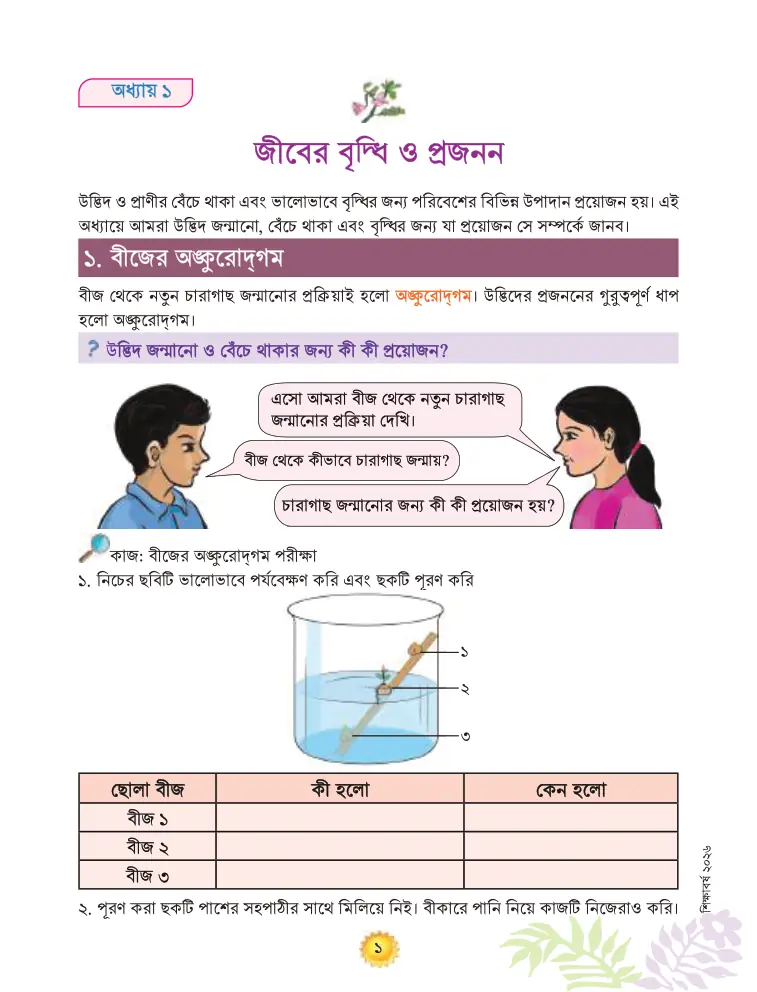 অধ্যায় ১
জীবের বৃদ্ধি ও প্রজনন
উদ্ভিদ ও প্রাণীর বেঁচে থাকা এবং ভালোভাবে বৃদ্ধির জন্য পরিবেশের বিভিন্ন উপাদান প্রয়োজন হয়। এই
অধ্যায়ে আমরা উদ্ভিদ জন্মানো, বেঁচে থাকা এবং বৃদ্ধির জন্য যা প্রয়োজন সে সম্পর্কে জানব।
১. বীজের অঙ্কুরোদ্‌গম
বীজ থেকে নতুন চারাগাছ জন্মানোর প্রক্রিয়াই হলো অঙ্কুরোদ্‌গম। উদ্ভিদের প্রজননের গুরুত্বপূর্ণ ধাপ
হলো অঙ্কুরোদ্‌গম।
? উদ্ভিদ জন্মানো ও বেঁচে থাকার জন্য কী কী প্রয়োজন?
এসো আমরা বীজ থেকে নতুন চারাগাছ
জন্মানোর প্রক্রিয়া দেখি।
বীজ থেকে কীভাবে চারাগাছ জন্মায়?
চারাগাছ জন্মানোর জন্য কী কী প্রয়োজন হয়?
কাজ: বীজের অঙ্কুরোদ্‌গম পরীক্ষা
১. নিচের ছবিটি ভালোভাবে পর্যবেক্ষণ করি এবং ছকটি পূরণ করি
১
২
৩
ছোলা বীজ কী হলো কেন হলো
বীজ ১
বীজ ২
বীজ ৩
২. পূরণ করা ছকটি পাশের সহপাঠীর সাথে মিলিয়ে নিই। বীকারে পানি নিয়ে কাজটি নিজেরাও করি।
শিক্ষাবর্ষ ২০২৬
১